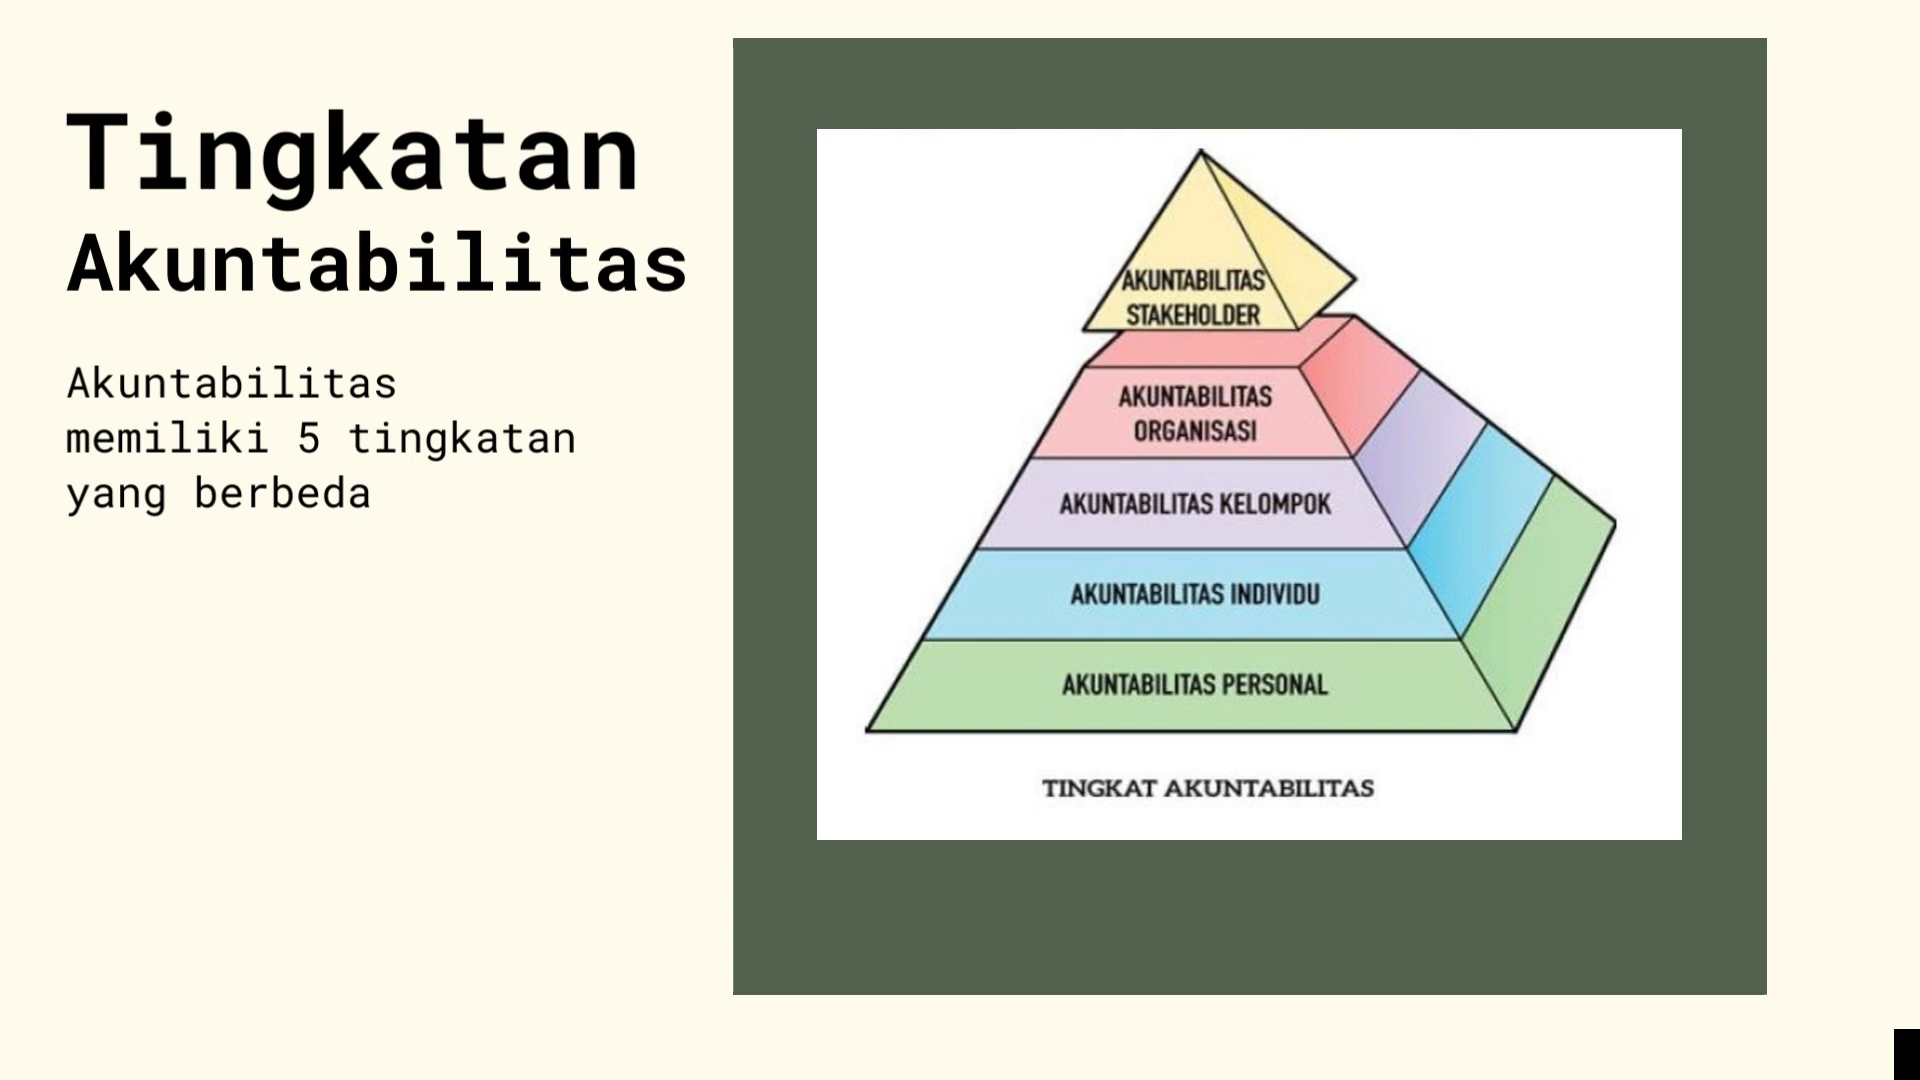 Tingkatan
Akuntabilitas
Akuntabilitas
memiliki 5 tingkatan
yang berbeda
AKUNTABILITAS
STAKEHOLDER
AKUNTABILITAS
ORGANISASI
AKUNTABILITAS KELOMPOK
AKUNTABILITAS INDIVIDU
AKUNTABILITAS PERSONAL
TINGKAT AKUNTABILITAS